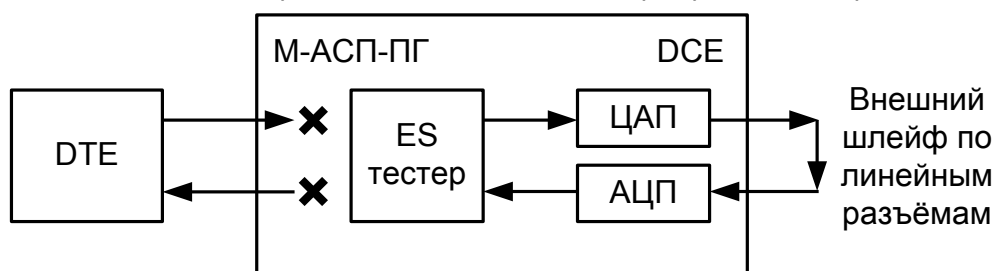 М-АСП-ПГ
DCE
DTE
ES
тестер
ЦАП
АЦП
Внешний
шлейф по
линейным
разъёмам